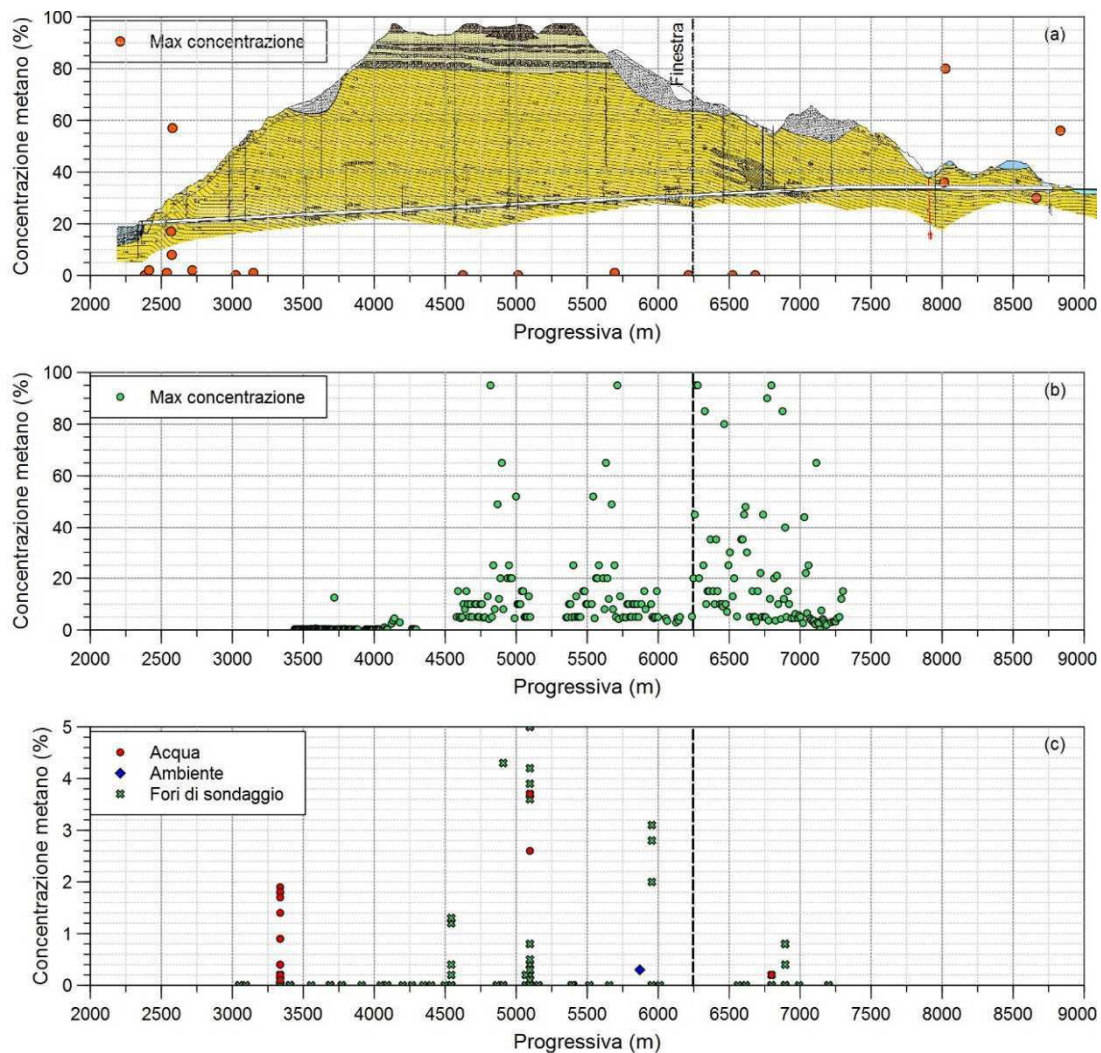 (a)
Max concentrazione
Finestra
Concentrazione metano (%)
100
80
60
40
20
0
2000 2500 3000 3500 4000 4500 5000 5500 6000 6500 7000 7500 8000 8500 9000
Progressiva (m)
(b)
Max concentrazione
Concentrazione metano (%)
100
80
60
40
20
0
2000 2500 3000 3500 4000 4500 5000 5500 6000 6500 7000 7500 8000 8500 9000
Progressiva (m)
(c)
Acqua
Ambiente
Fori di sondaggio
Concentrazione metano (%)
5
4
3
2
1
0
2000 2500 3000 3500 4000 4500 5000 5500 6000 6500 7000 7500 8000 8500 9000
Progressiva (m)